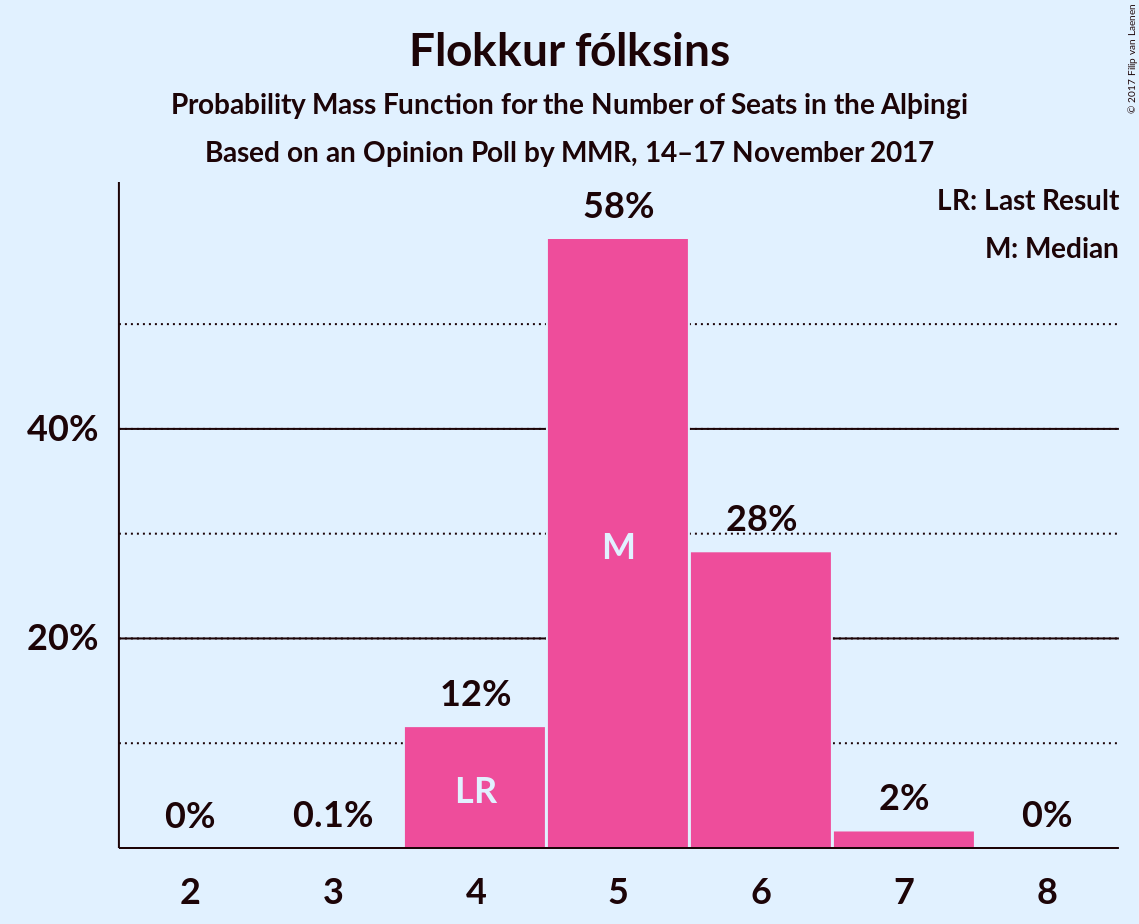 Flokkur fólksins
Probability Mass Function for the Number of Seats in the Alþingi
Based on an Opinion Poll by MMR, 14–17 November 2017
© 2017 Filip van Laenen
LR: Last Result
M: Median
58%
40%
M
28%
20%
12%
LR
0%
0.1%
2%
0%
2 3 4 5 6 7 8